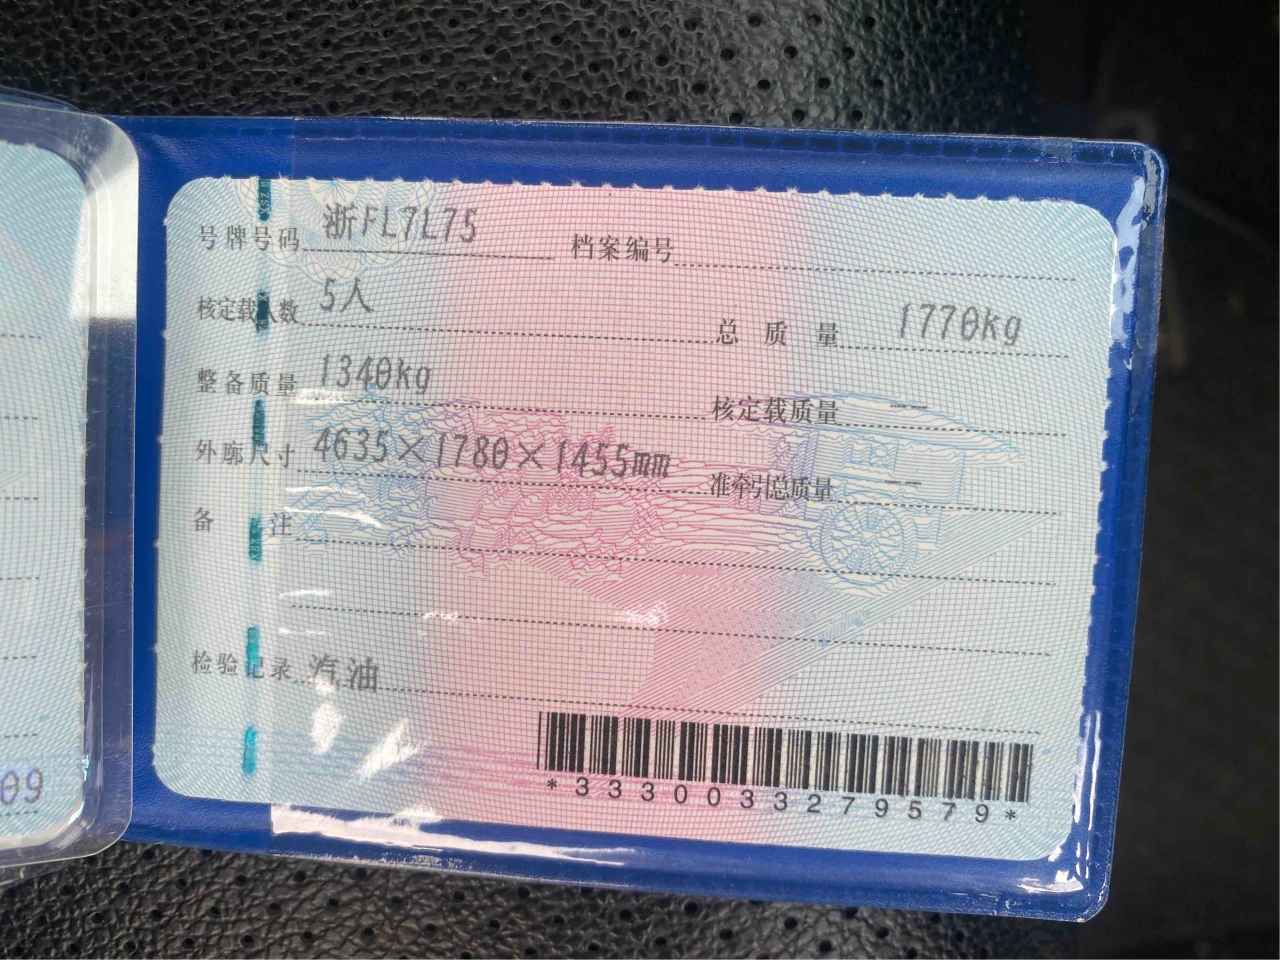 号牌号码 浙FL7L75 档案编号
核定载人数 5人 总质量 1770kg
整备质量 1340kg 核定载质量 --
外廓尺寸 4635×1780×1455mm 准牵引总质量 --
备注
检验记录 汽油
*3330033279579*
09